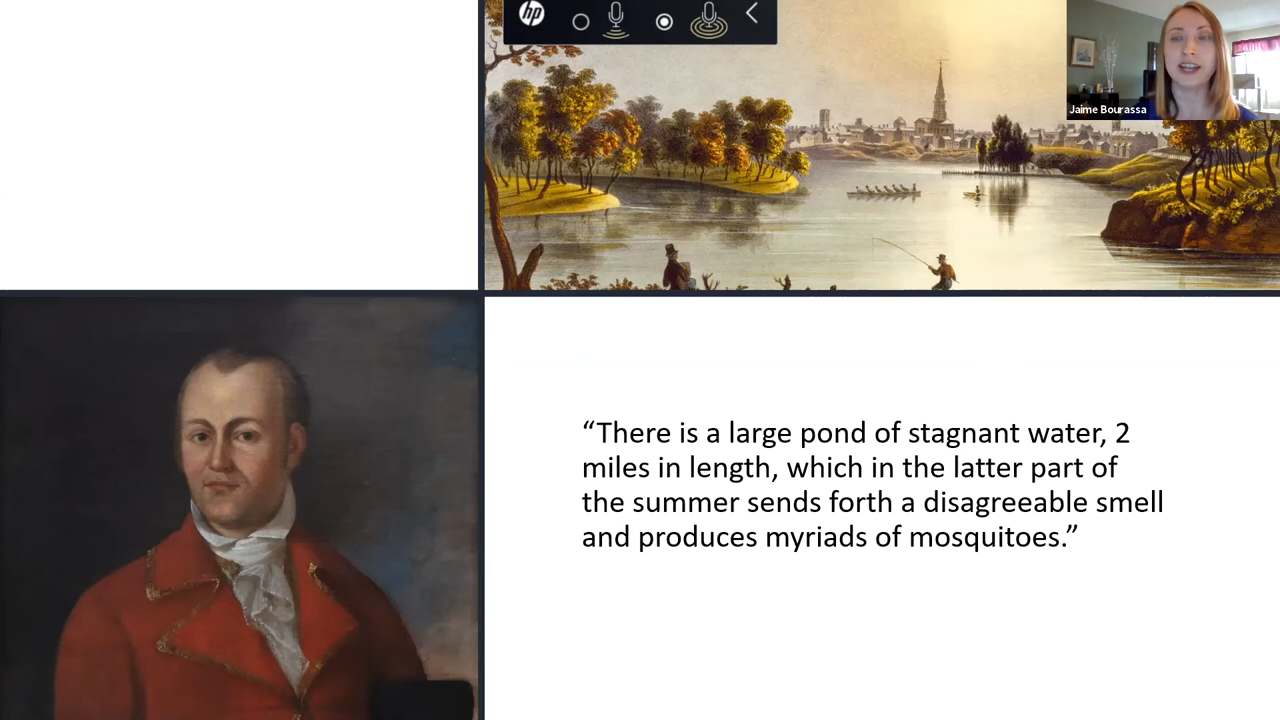 hp
Jaime Bourassa
“There is a large pond of stagnant water, 2
miles in length, which in the latter part of
the summer sends forth a disagreeable smell
and produces myriads of mosquitoes.”